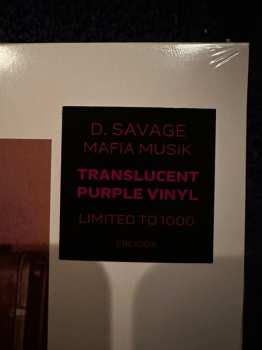 D. SAVAGE
MAFIA MUSIK
TRANSLUCENT
PURPLE VINYL
LIMITED TO 1000